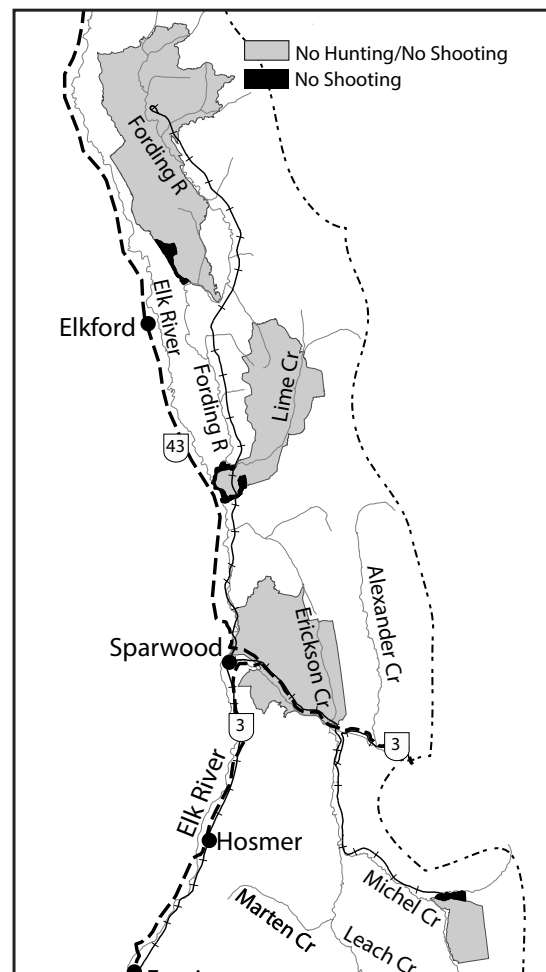 No Hunting/No Shooting
No Shooting
Fording R
Elk River
Elkford
Fording R
Lime Cr
43
Alexander Cr
Erickson Cr
Sparwood
3
3
Elk River
Hosmer
Michel Cr
Marten Cr
Leach Cr